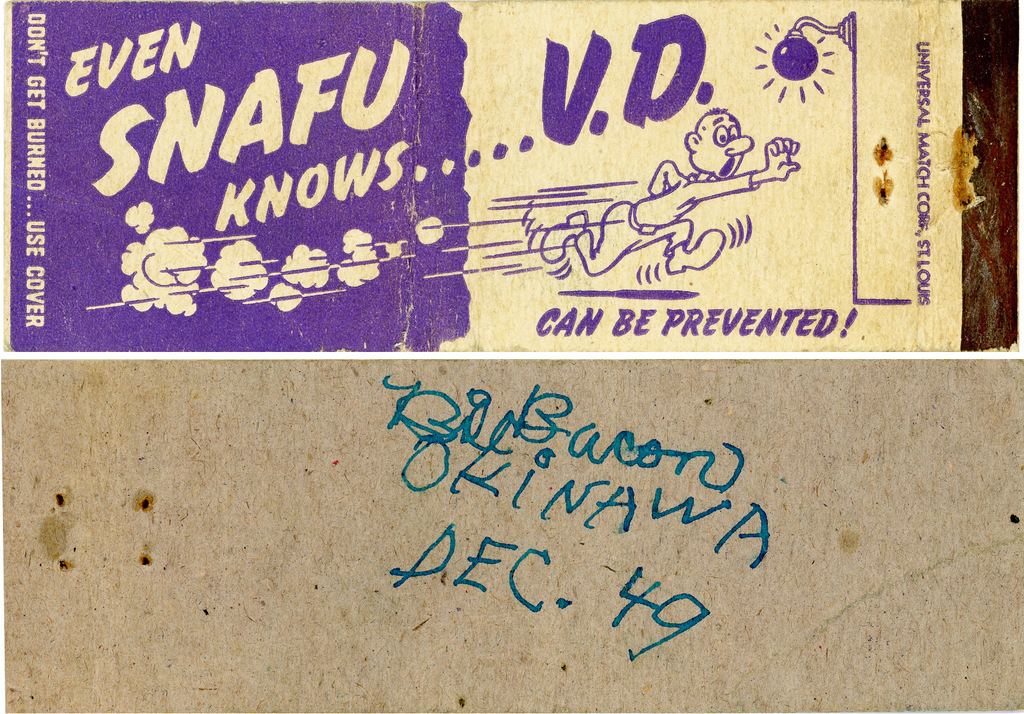 DON'T GET BURNED... USE COVER
EVEN
SNAFU
KNOWS.......
V.D.
CAN BE PREVENTED!
UNIVERSAL MATCH CORP., ST. LOUIS
Bill Bacon
OKINAWA
DEC. 49